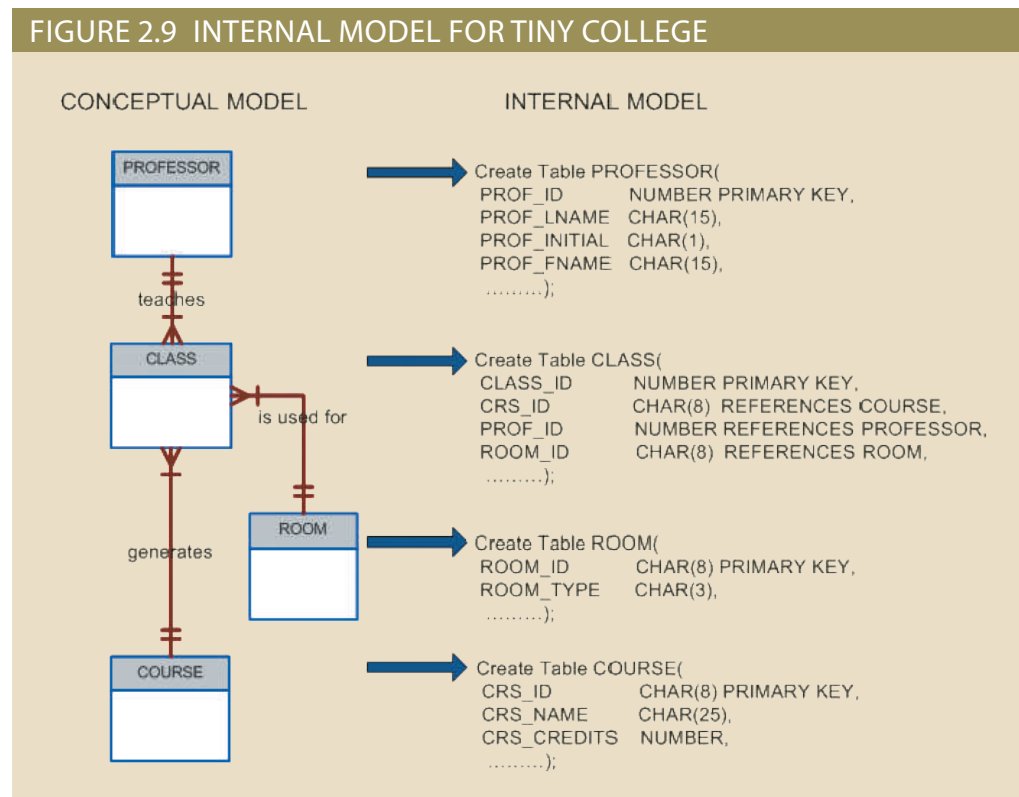 FIGURE 2.9 INTERNAL MODEL FOR TINY COLLEGE
CONCEPTUAL MODEL
INTERNAL MODEL
PROFESSOR
teaches
CLASS
is used for
ROOM
generates
COURSE
Create Table PROFESSOR(
PROF_ID NUMBER PRIMARY KEY,
PROF_LNAME CHAR(15),
PROF_INITIAL CHAR(1),
PROF_FNAME CHAR(15),
.........);
Create Table CLASS(
CLASS_ID NUMBER PRIMARY KEY,
CRS_ID CHAR(8) REFERENCES COURSE,
PROF_ID NUMBER REFERENCES PROFESSOR,
ROOM_ID CHAR(8) REFERENCES ROOM,
.........);
Create Table ROOM(
ROOM_ID CHAR(8) PRIMARY KEY,
ROOM_TYPE CHAR(3),
.........);
Create Table COURSE(
CRS_ID CHAR(8) PRIMARY KEY,
CRS_NAME CHAR(25),
CRS_CREDITS NUMBER,
.........);